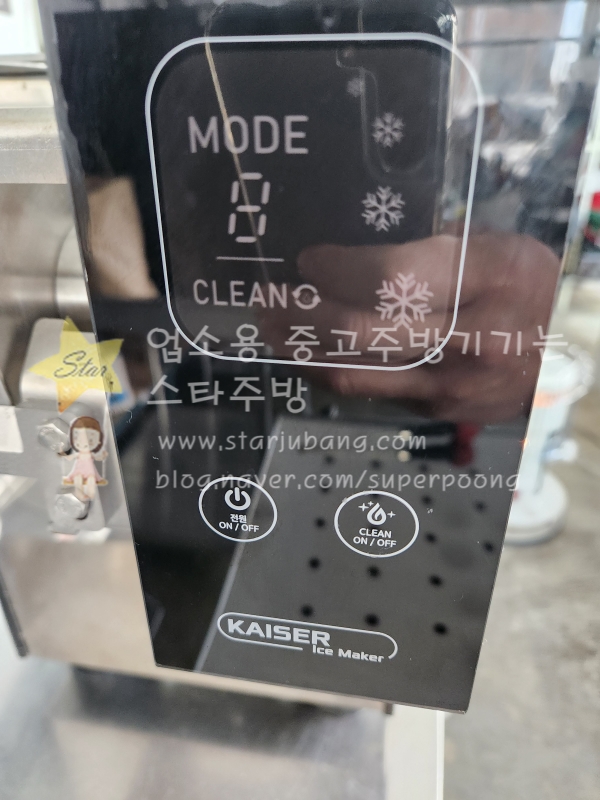 MODE
8
CLEAN
Star
업소용 중고주방기기는
스타주방
www.starjubang.com
blog.naver.com/superpoong
전원
ON / OFF
CLEAN
ON / OFF
KAISER
Ice Maker